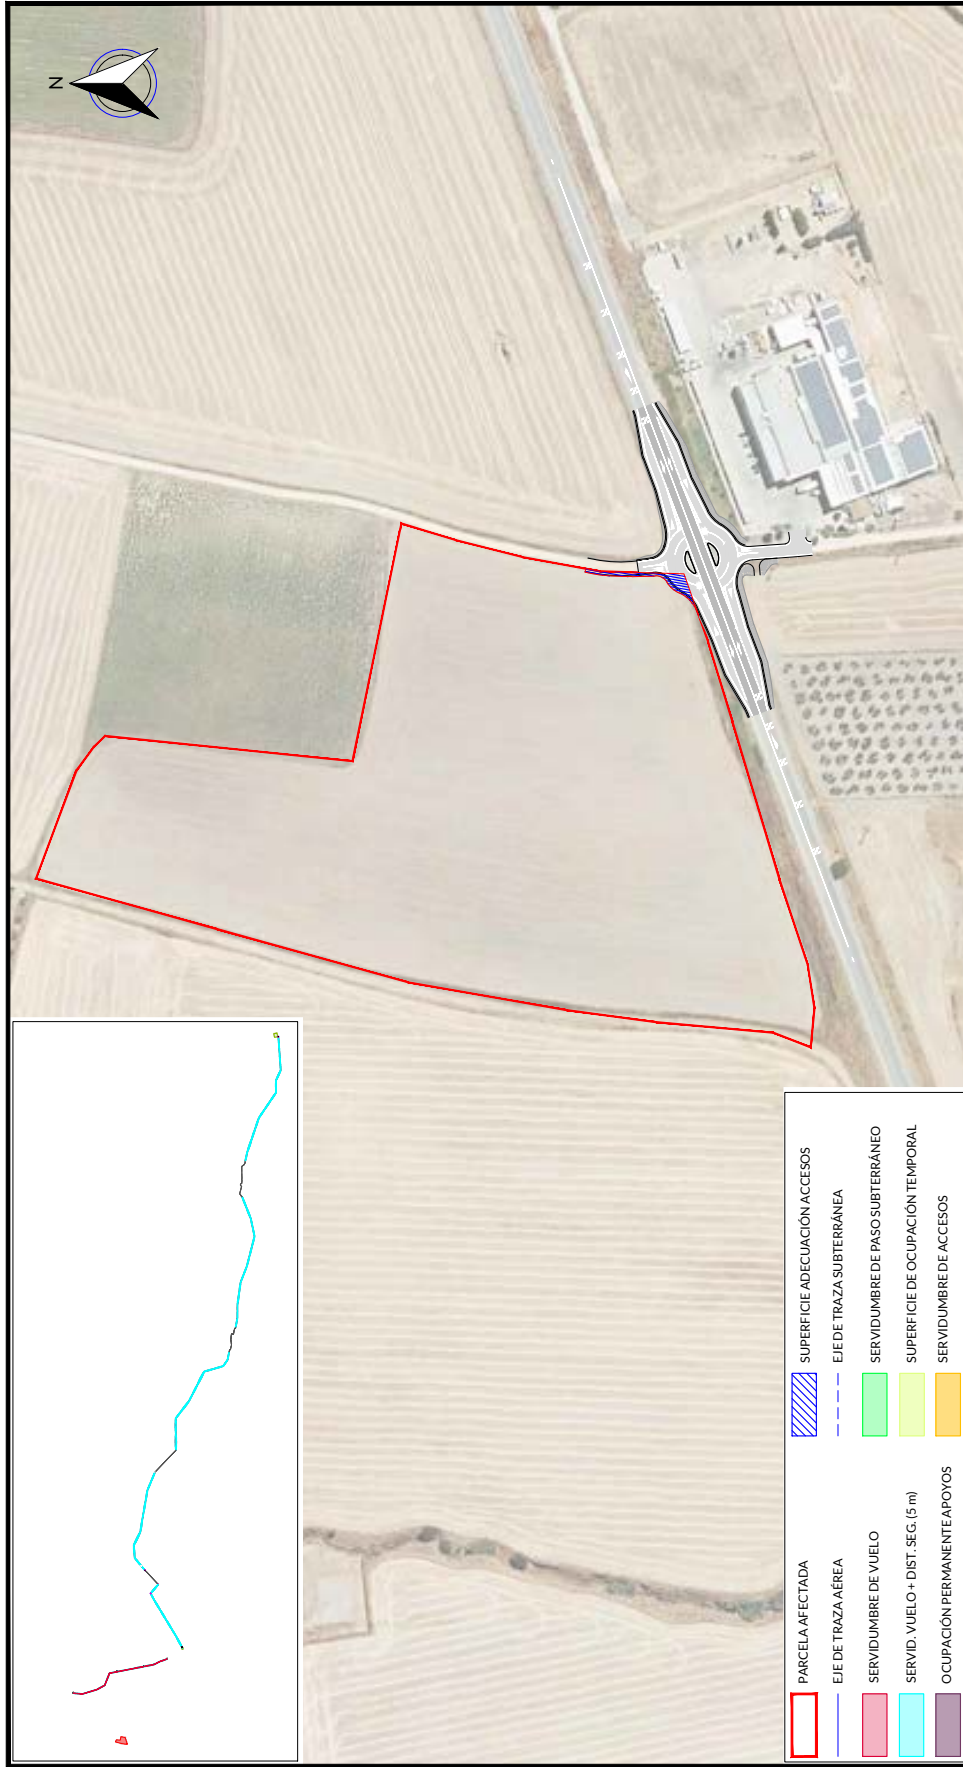 N
PARCELA AFECTADA
EJE DE TRAZA AÉREA
SERVIDUMBRE DE VUELO
SERVID. VUELO + DIST. SEG. (5 m)
OCUPACIÓN PERMANENTE APOYOS
SUPERFICIE ADECUACIÓN ACCESOS
EJE DE TRAZA SUBTERRÁNEA
SERVIDUMBRE DE PASO SUBTERRÁNEO
SUPERFICIE DE OCUPACIÓN TEMPORAL
SERVIDUMBRE DE ACCESOS